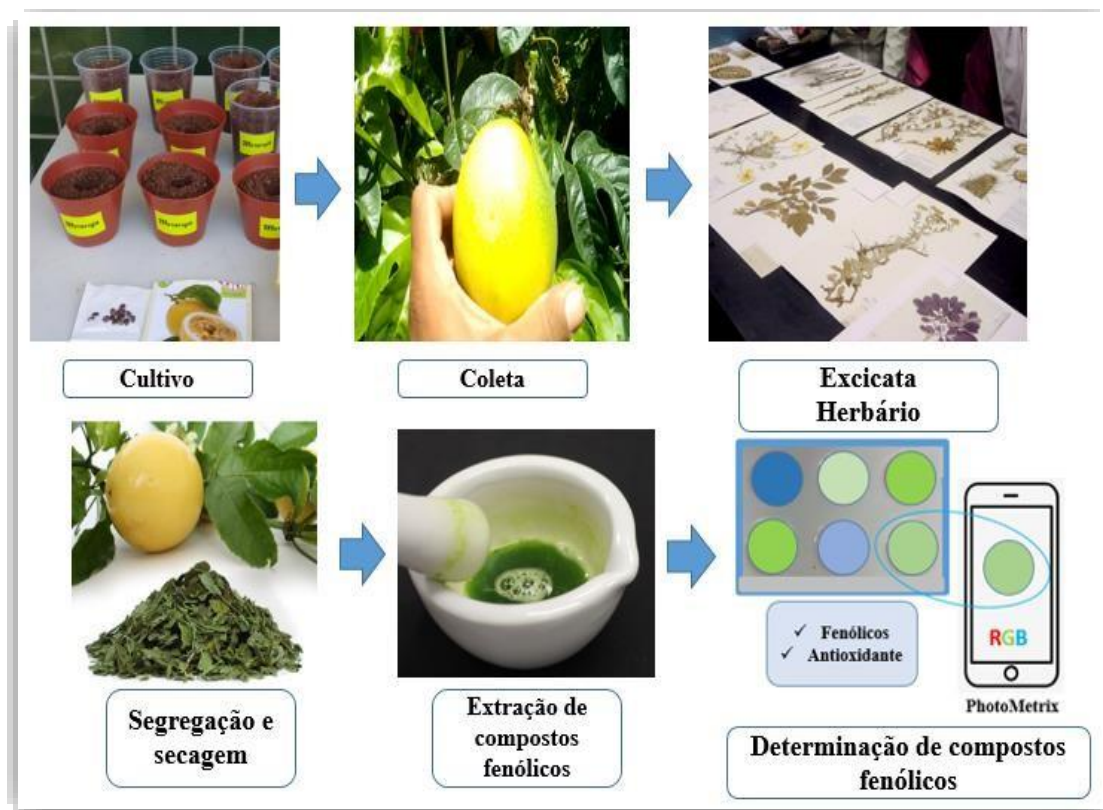 Cultivo
Coleta
Excicata
Herbário
Segregação e
secagem
Extração de
compostos
fenólicos
✓ Fenólicos
✓ Antioxidante
RGB
PhotoMetrix
Determinação de compostos
fenólicos